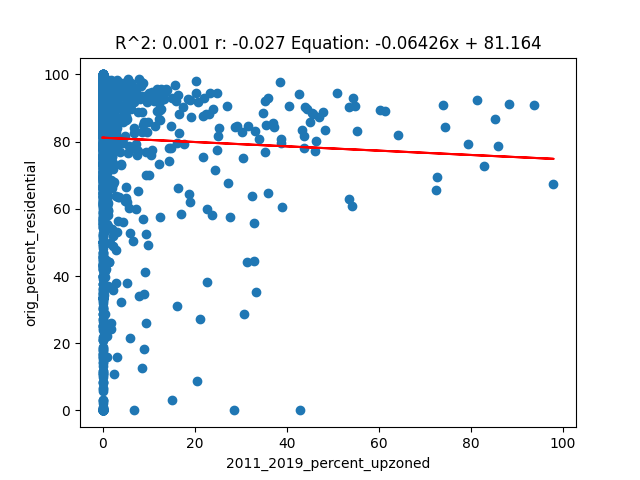 R^2: 0.001 r: -0.027 Equation: -0.06426x + 81.164
100
80
60
40
20
0
orig_percent_residential
0 20 40 60 80 100
2011_2019_percent_upzoned